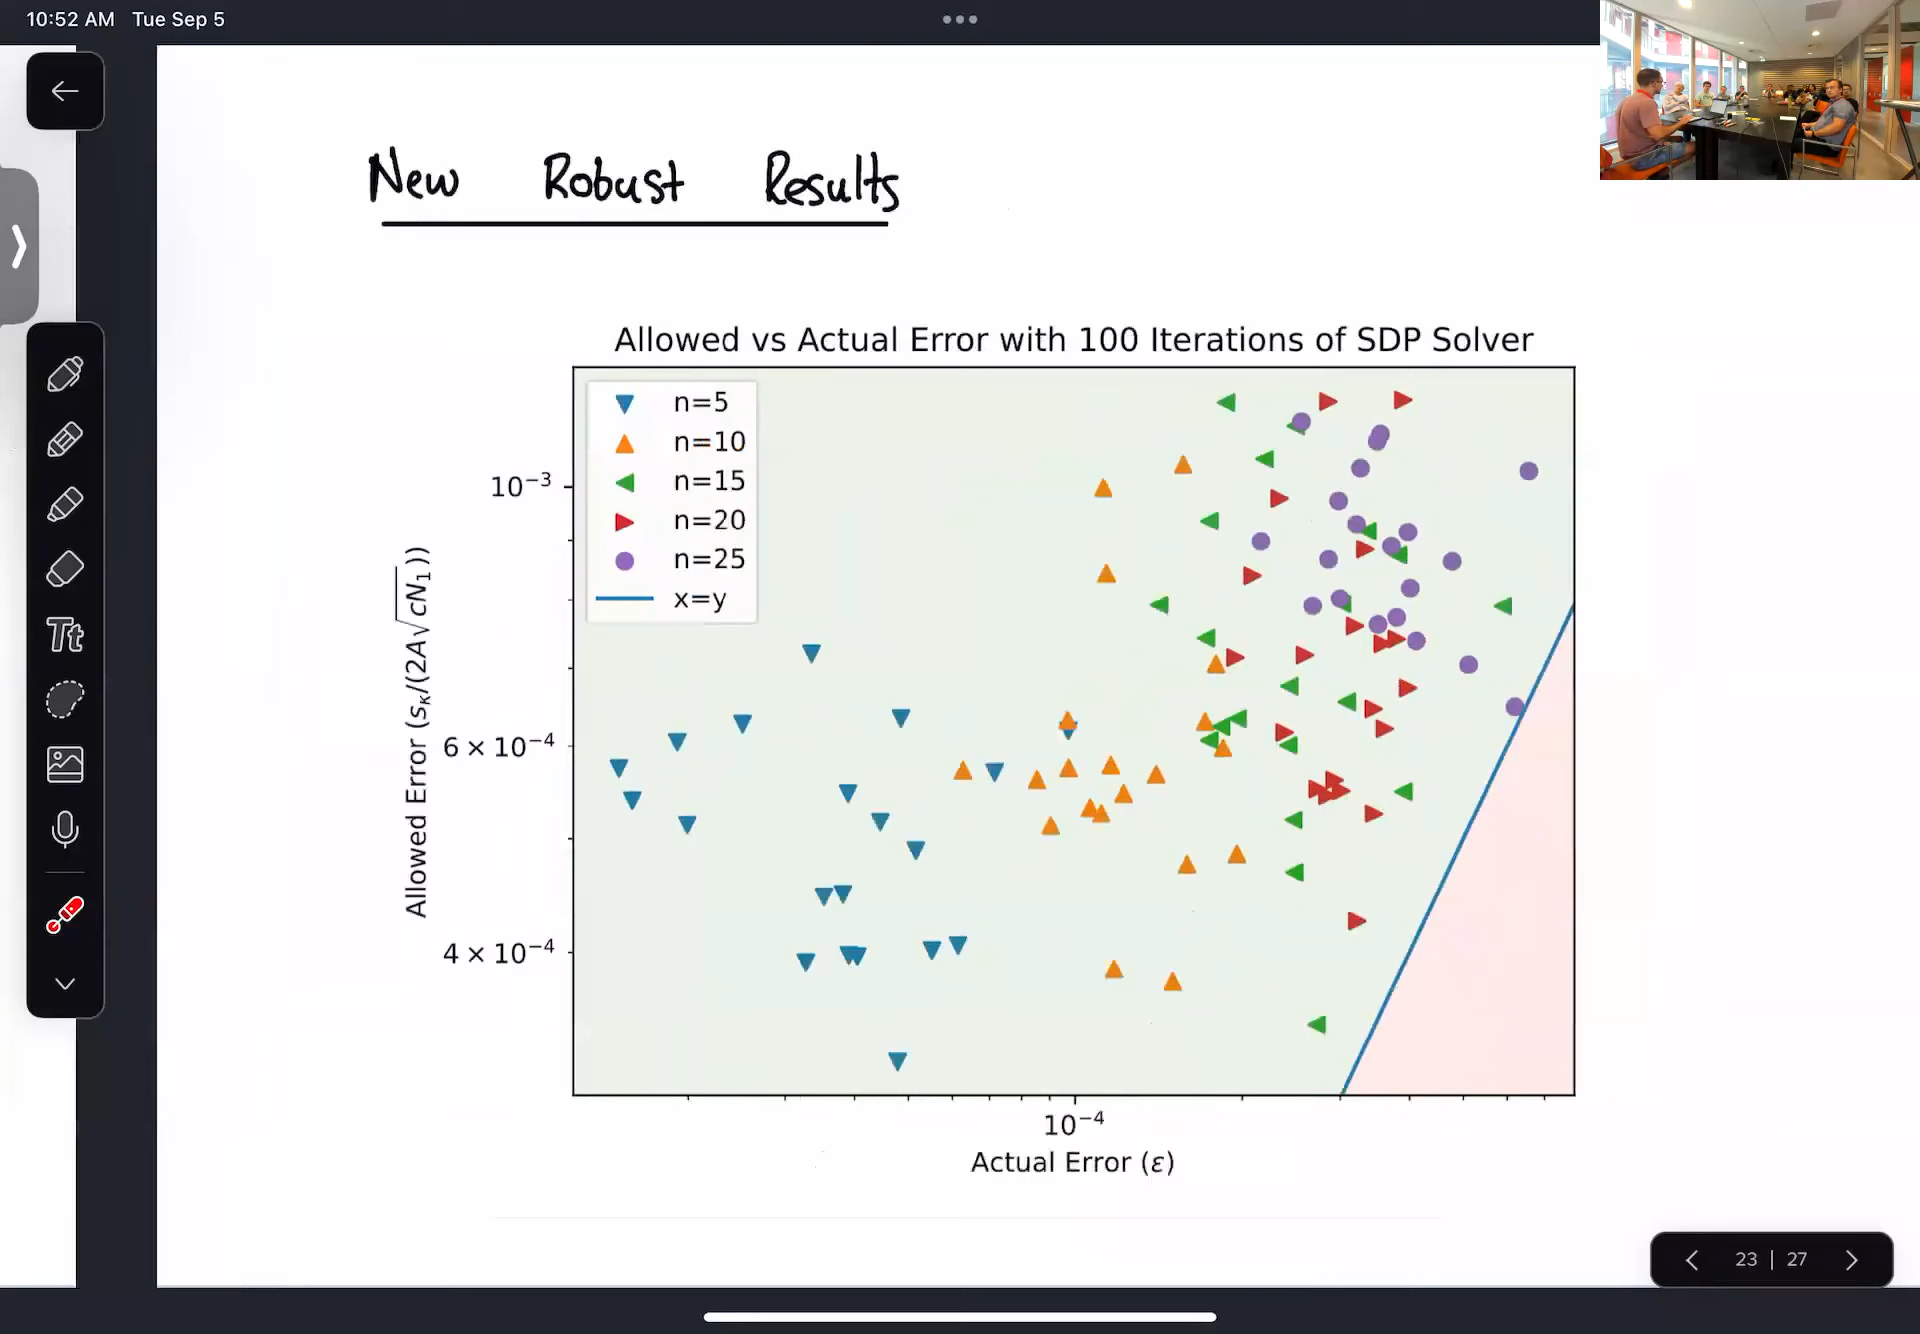 10:52 AM Tue Sep 5
New Robust Results
Allowed vs Actual Error with 100 Iterations of SDP Solver
n=5
n=10
n=15
n=20
n=25
x=y
10⁻³
6 × 10⁻⁴
4 × 10⁻⁴
Allowed Error (sₖ/(2A√cN₁))
10⁻⁴
Actual Error (ε)
Tt
23 | 27